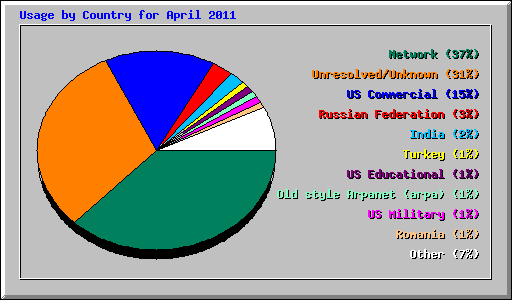 Usage by Country for April 2011
Network (37%)
Unresolved/Unknown (31%)
US Commercial (15%)
Russian Federation (3%)
India (2%)
Turkey (1%)
US Educational (1%)
Old style Arpanet (arpa) (1%)
US Military (1%)
Romania (1%)
Other (7%)